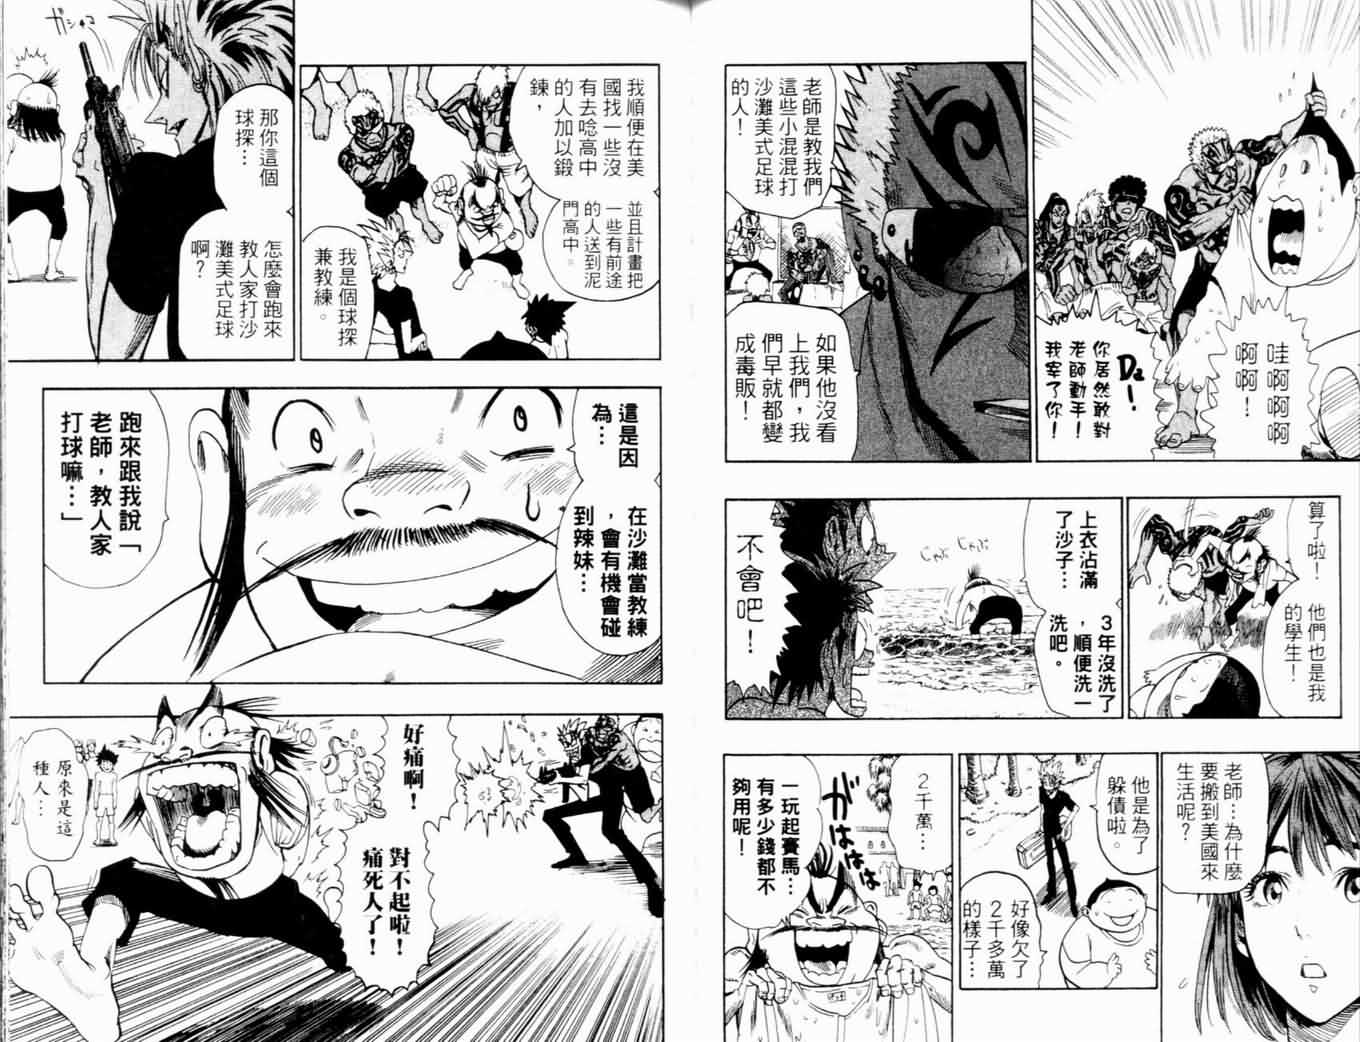 哇啊啊啊
啊啊！
Da—！
你居然敢對
老師動手！
我宰了你！
老師是教我們
這些小混混打
沙灘美式足球
的人！
如果他沒看
上我們，我
們早就都變
成毒販！
算了啦！
他們也是我
的學生！
上衣沾滿
了沙子…
3年沒洗了
，順便洗一
洗吧。
不會吧！
老師…為什麼
要搬到美國來
生活呢？
他是為了
躲債啦。
好像欠了
2千多萬
的樣子…
2千萬…
一玩起賽馬…
有多少錢都不
夠用呢！
がはははは
我順便在美
國找一些沒
有去唸高中
的人加以鍛
鍊，
並且計畫把
一些有前途
的人送到泥
門高中。
我是個球探
兼教練。
ガシャコ
那你這個
球探…
怎麼會跑來
教人家打沙
灘美式足球
啊？
這是因
為…
在沙灘當教練
，會有機會碰
到辣妹…
跑來跟我說「
老師，教人家
打球嘛…」
好痛啊！
對不起啦！
痛死人了！
原來是這
種人…